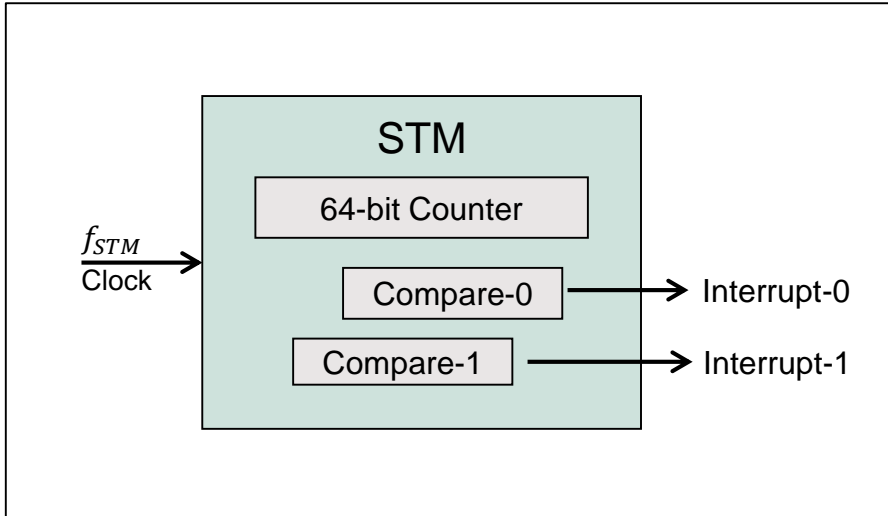 STM
64-bit Counter
f_STM
Clock
Compare-0
Interrupt-0
Compare-1
Interrupt-1